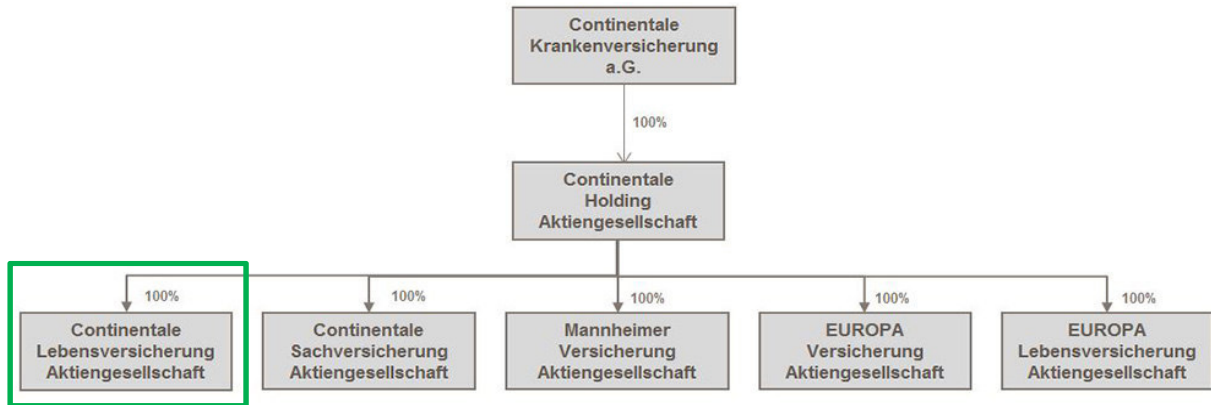 Continentale
Krankenversicherung
a.G.
100%
Continentale
Holding
Aktiengesellschaft
100%
100%
100%
100%
100%
Continentale
Lebensversicherung
Aktiengesellschaft
Continentale
Sachversicherung
Aktiengesellschaft
Mannheimer
Versicherung
Aktiengesellschaft
EUROPA
Versicherung
Aktiengesellschaft
EUROPA
Lebensversicherung
Aktiengesellschaft